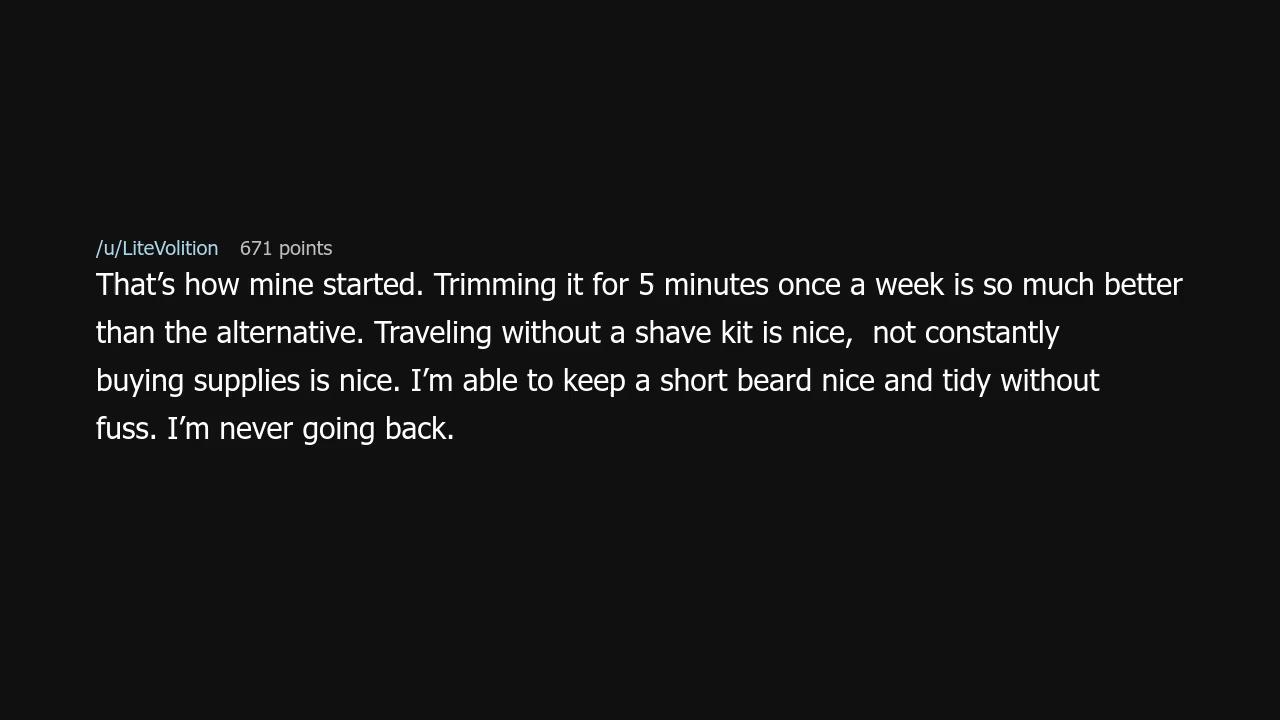 /u/LiteVolition 671 points
That’s how mine started. Trimming it for 5 minutes once a week is so much better
than the alternative. Traveling without a shave kit is nice,  not constantly
buying supplies is nice. I’m able to keep a short beard nice and tidy without
fuss. I’m never going back.